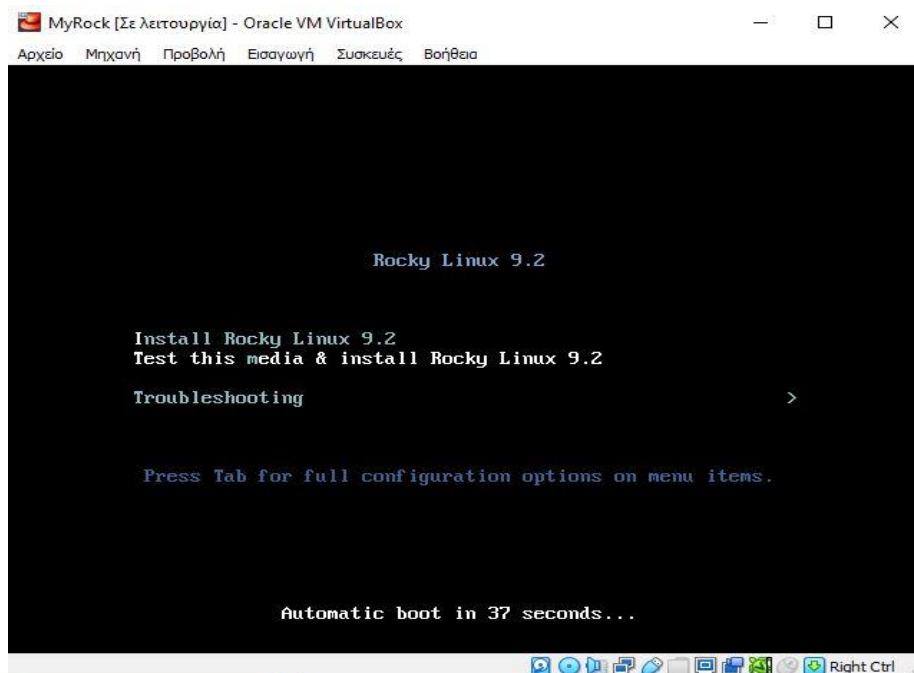 MyRock [Σε λειτουργία] - Oracle VM VirtualBox
Αρχείο Μηχανή Προβολή Εισαγωγή Συσκευές Βοήθεια
Rocky Linux 9.2
Install Rocky Linux 9.2
Test this media & install Rocky Linux 9.2
Troubleshooting >
Press Tab for full configuration options on menu items.
Automatic boot in 37 seconds...
Right Ctrl